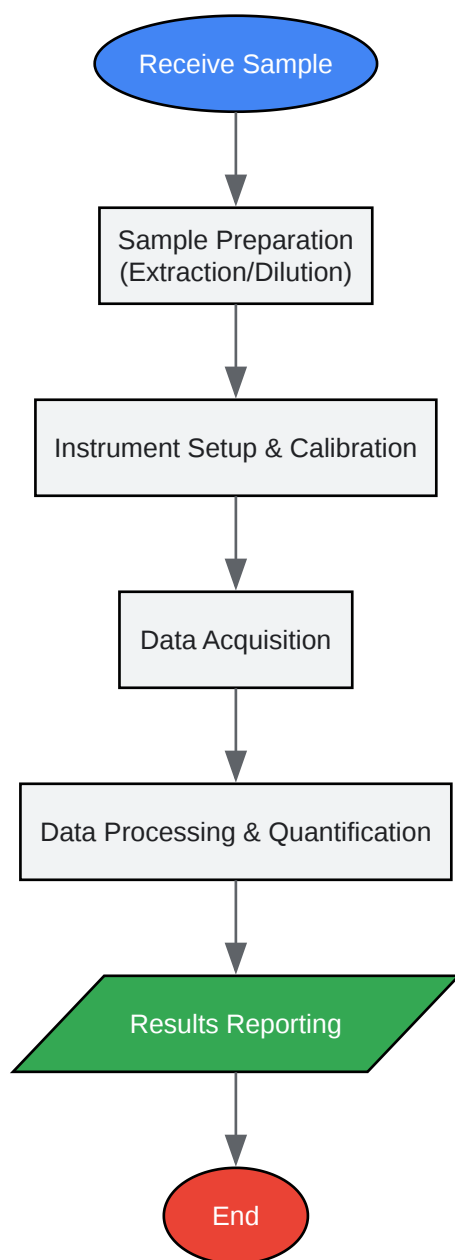 Receive Sample
Sample Preparation
(Extraction/Dilution)
Instrument Setup & Calibration
Data Acquisition
Data Processing & Quantification
Results Reporting
End